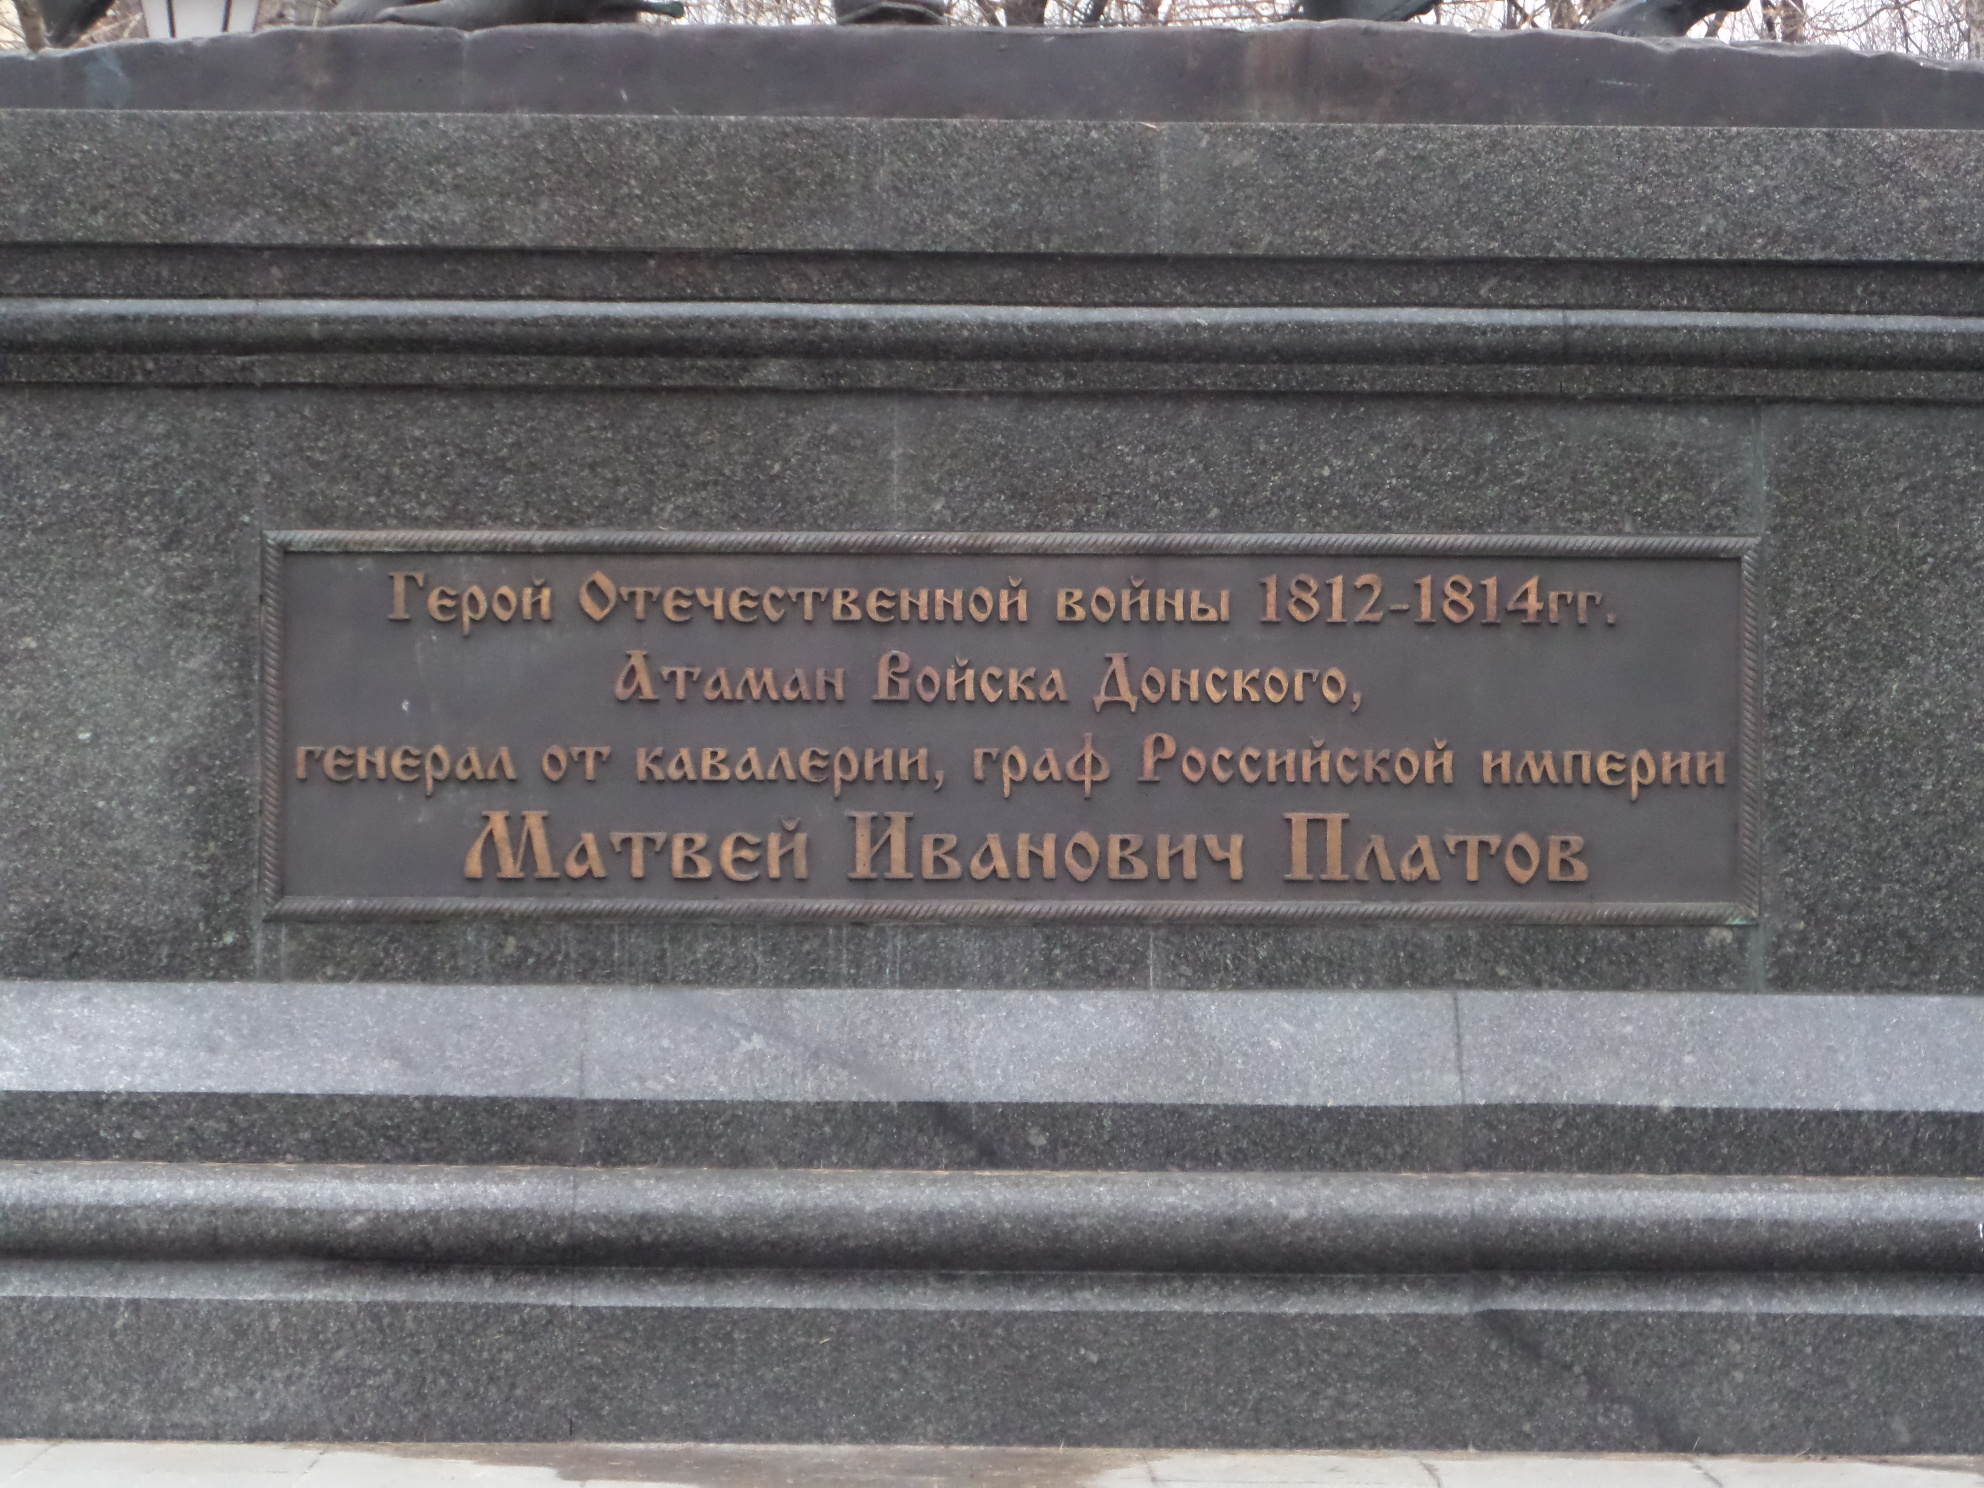 Герой Отечественной войны 1812-1814гг.
Атаман Войска Донского,
генерал от кавалерии, граф Российской империи
Матвей Иванович Платов